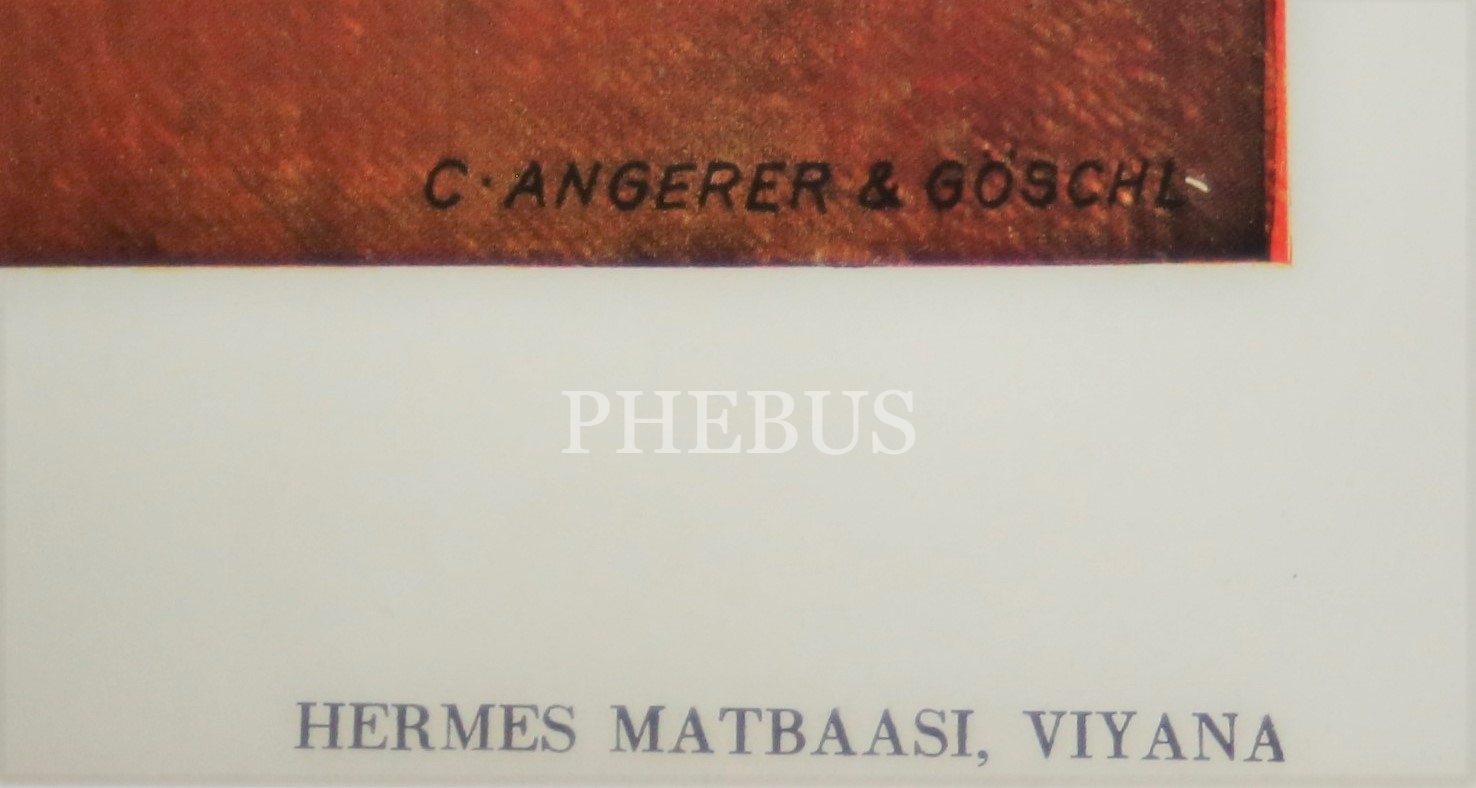 C·ANGERER & GÖSCHL
PHEBUS
HERMES MATBAASI, VIYANA